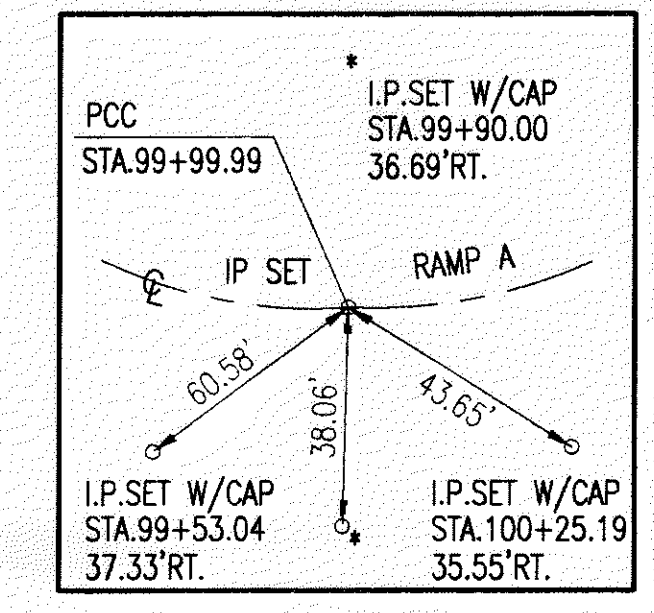 *
I.P.SET W/CAP
STA.99+90.00
36.69'RT.
PCC
STA.99+99.99
℄ IP SET RAMP A
60.58'
38.06'
43.65'
I.P.SET W/CAP
STA.99+53.04
37.33'RT.
*
I.P.SET W/CAP
STA.100+25.19
35.55'RT.